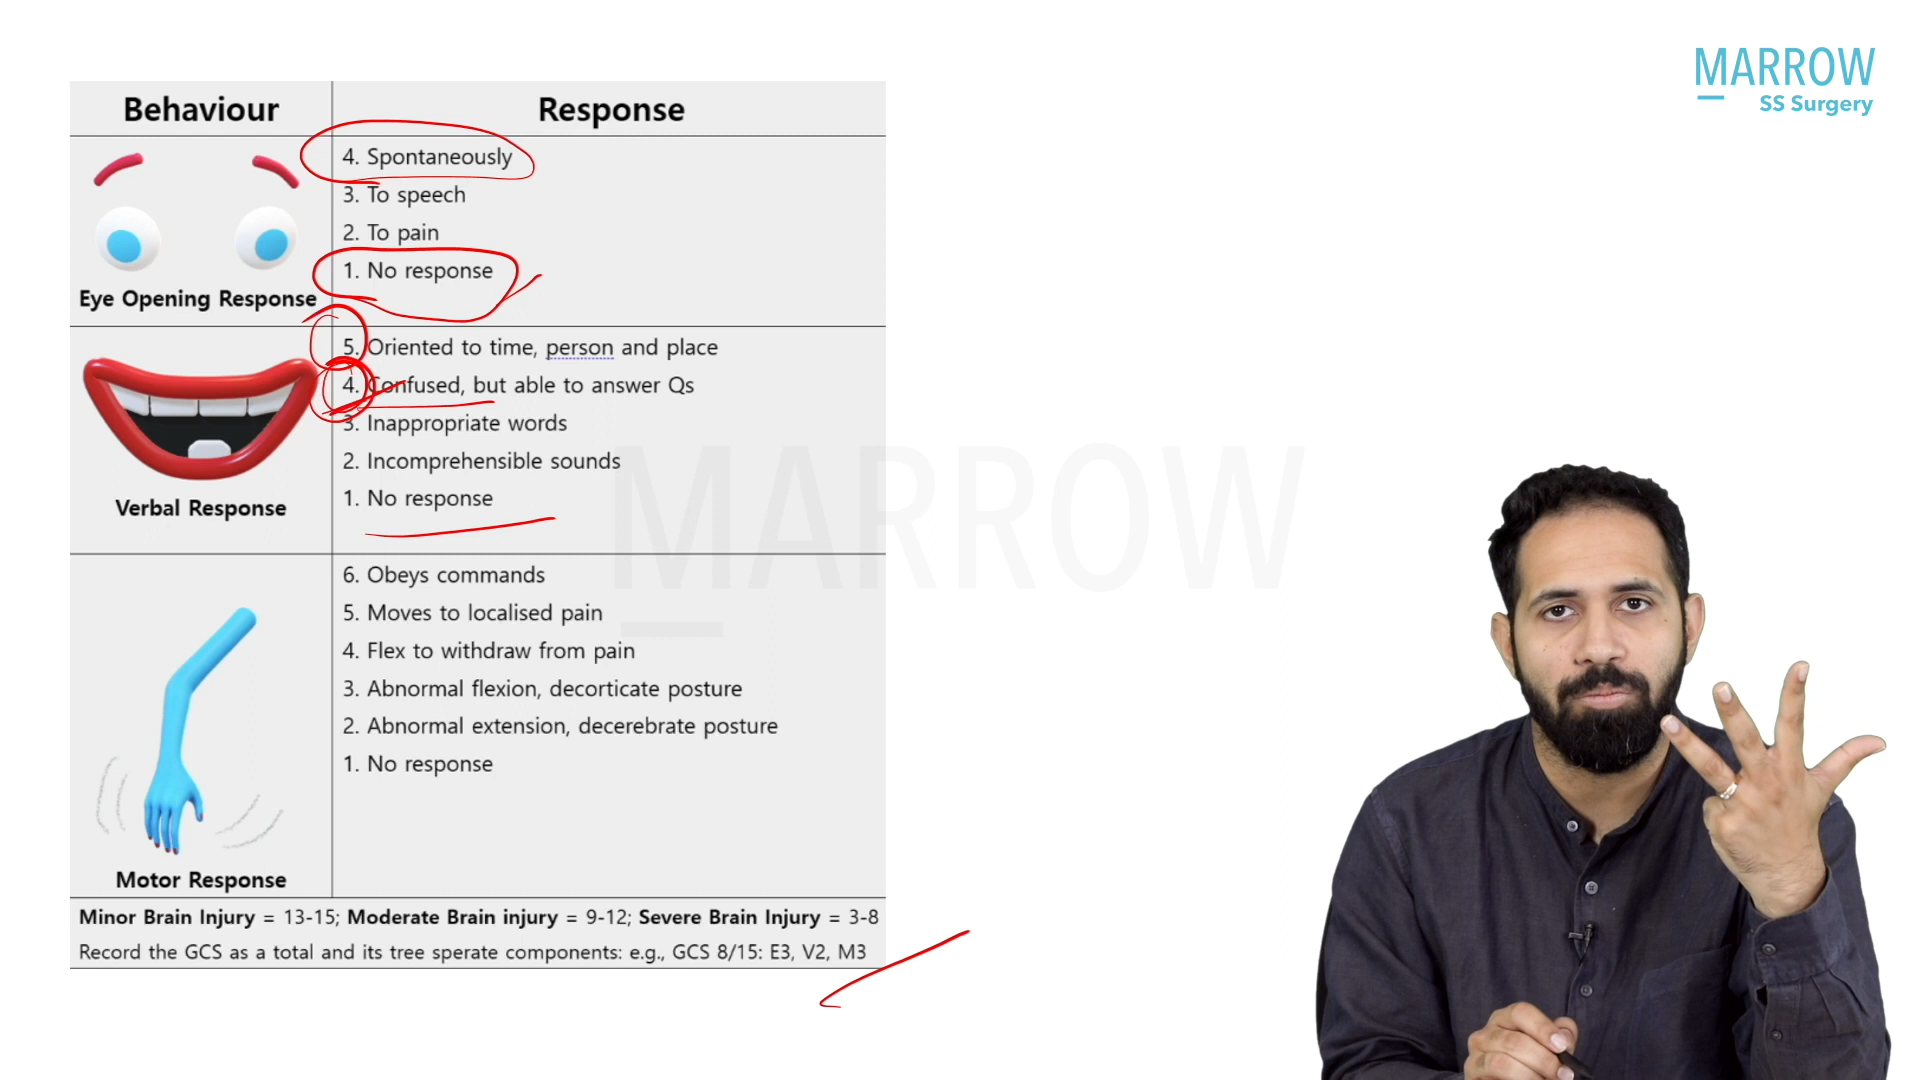 MARROW
SS Surgery
Behaviour
Response
4. Spontaneously
3. To speech
2. To pain
1. No response
Eye Opening Response
5. Oriented to time, person and place
4. Confused, but able to answer Qs
3. Inappropriate words
2. Incomprehensible sounds
1. No response
Verbal Response
MARROW
6. Obeys commands
5. Moves to localised pain
4. Flex to withdraw from pain
3. Abnormal flexion, decorticate posture
2. Abnormal extension, decerebrate posture
1. No response
Motor Response
Minor Brain Injury = 13-15; Moderate Brain injury = 9-12; Severe Brain Injury = 3-8
Record the GCS as a total and its tree sperate components: e.g., GCS 8/15: E3, V2, M3